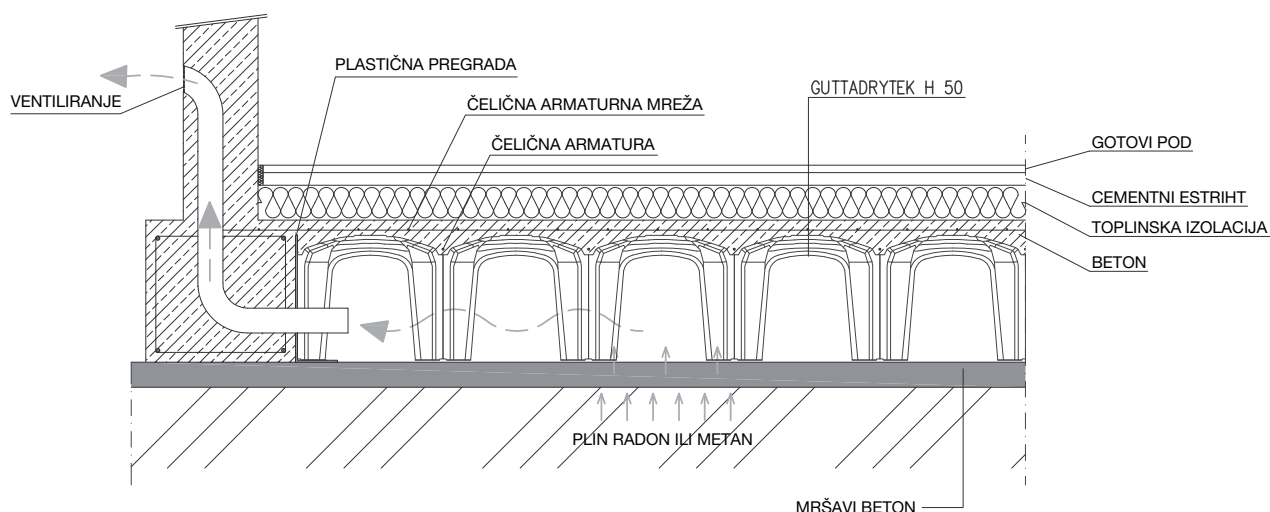 PLASTIČNA PREGRADA
VENTILIRANJE
GUTTADRYTEK H 50
ČELIČNA ARMATURNA MREŽA
ČELIČNA ARMATURA
GOTOVI POD
CEMENTNI ESTRIHT
TOPLINSKA IZOLACIJA
BETON
PLIN RADON ILI METAN
MRŠAVI BETON